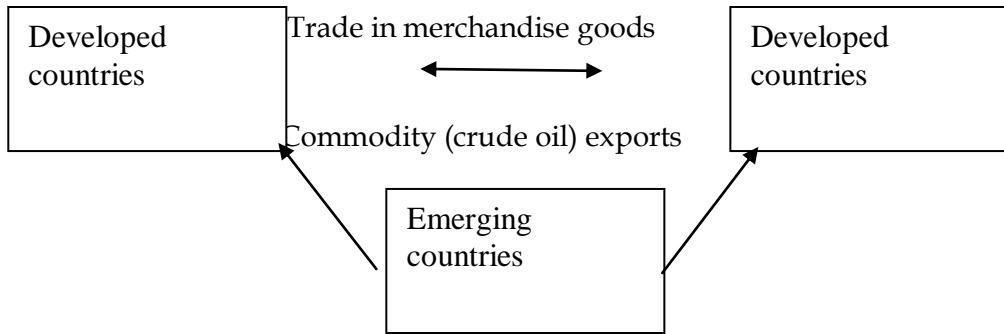 Developed
countries
Trade in merchandise goods
Commodity (crude oil) exports
Developed
countries
Emerging
countries